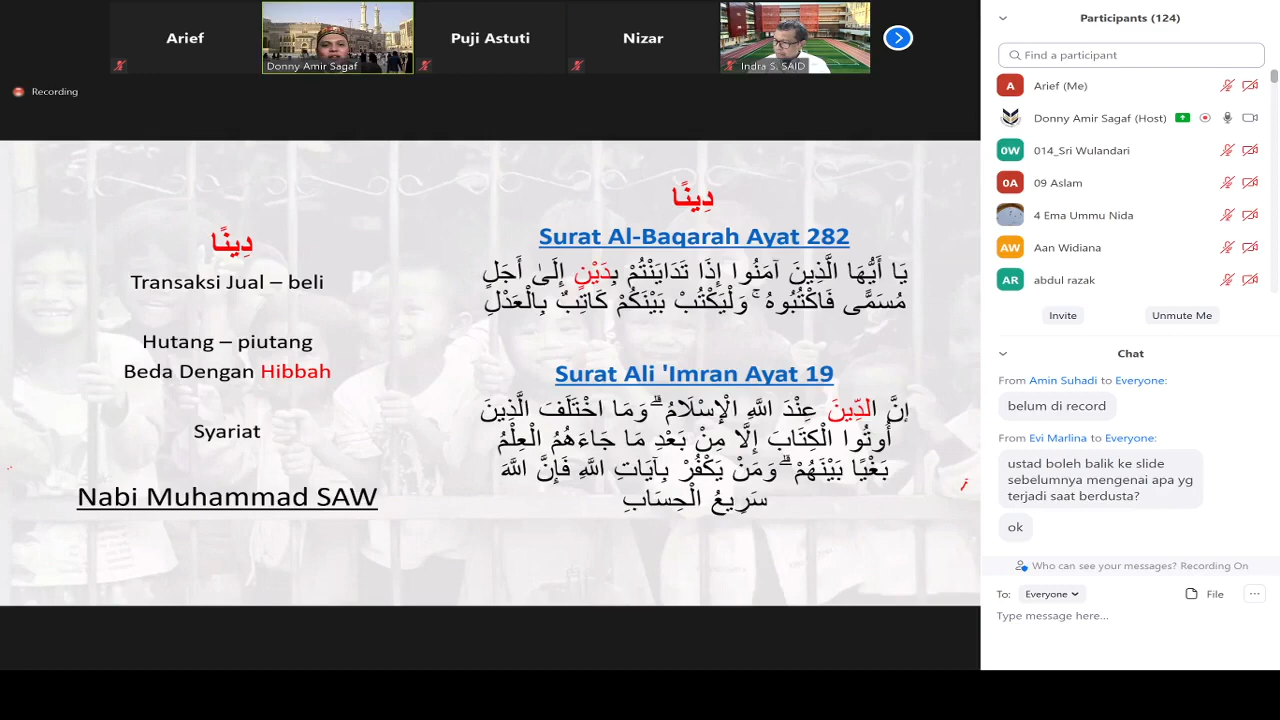 Arief
Donny Amir Sagaf
Puji Astuti
Nizar
Indra S. SAID
Recording
دِينًا
Transaksi Jual – beli
Hutang – piutang
Beda Dengan Hibbah
Syariat
Nabi Muhammad SAW
دِينًا
Surat Al-Baqarah Ayat 282
يَا أَيُّهَا الَّذِينَ آمَنُوا إِذَا تَدَايَنْتُمْ بِدَيْنٍ إِلَىٰ أَجَلٍ
مُسَمًّى فَاكْتُبُوهُ ۚ وَلْيَكْتُبْ بَيْنَكُمْ كَاتِبٌ بِالْعَدْلِ
Surat Ali 'Imran Ayat 19
إِنَّ الدِّينَ عِنْدَ اللَّهِ الْإِسْلَامُ ۗ وَمَا اخْتَلَفَ الَّذِينَ
أُوتُوا الْكِتَابَ إِلَّا مِنْ بَعْدِ مَا جَاءَهُمُ الْعِلْمُ
بَغْيًا بَيْنَهُمْ ۗ وَمَنْ يَكْفُرْ بِآيَاتِ اللَّهِ فَإِنَّ اللَّهَ
سَرِيعُ الْحِسَابِ
Participants (124)
Find a participant
A Arief (Me)
Donny Amir Sagaf (Host)
0W 014_Sri Wulandari
0A 09 Aslam
4 Ema Ummu Nida
AW Aan Widiana
AR abdul razak
Invite Unmute Me
Chat
From Amin Suhadi to Everyone:
belum di record
From Evi Marlina to Everyone:
ustad boleh balik ke slide
sebelumnya mengenai apa yg
terjadi saat berdusta?
ok
Who can see your messages? Recording On
To: Everyone File
Type message here...